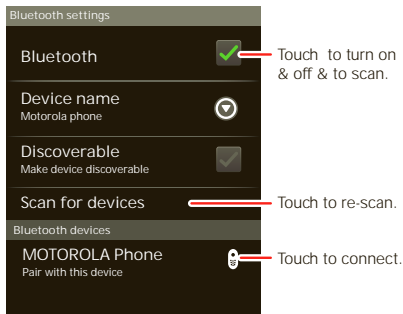 Bluetooth settings
Bluetooth
Touch to turn on
& off & to scan.
Device name
Motorola phone
Discoverable
Make device discoverable
Scan for devices
Touch to re-scan.
Bluetooth devices
MOTOROLA Phone
Pair with this device
Touch to connect.